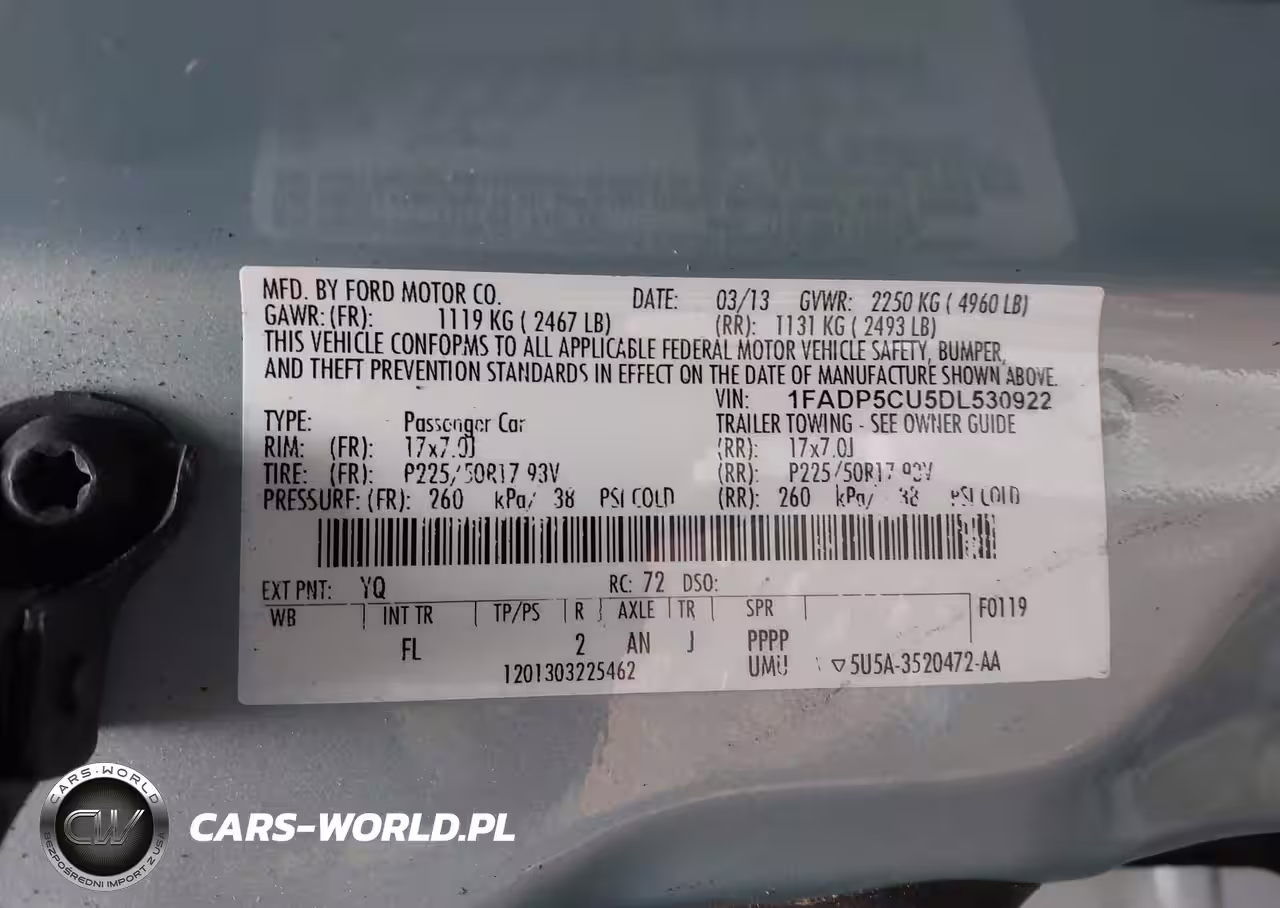 MFD. BY FORD MOTOR CO. DATE: 03/13 GVWR: 2250 KG ( 4960 LB)
GAWR: (FR): 1119 KG ( 2467 LB) (RR): 1131 KG ( 2493 LB)
THIS VEHICLE CONFOPMS TO ALL APPLICABLE FEDERAL MOTOR VEHICLE SAFETY, BUMPER,
AND THEFT PREVENTION STANDARDS IN EFFECT ON THE DATE OF MANUFACTURE SHOWN ABOVE.
VIN: 1FADP5CU5DL530922
TYPE: Passenger Car TRAILER TOWING - SEE OWNER GUIDE
RIM: (FR): 17x7.0J (RR): 17x7.0J
TIRE: (FR): P225/50R17 93V (RR): P225/50R17 93V
PRESSURE: (FR): 260 kPa/ 38 PSI COLD (RR): 260 kPa/ 38 PSI COLD
EXT PNT: YQ RC: 72 DSO:
WB INT TR TP/PS R AXLE TR SPR F0119
FL 2 AN J PPPP
1201303225462 UMU ▽5U5A-3520472-AA
CARS-WORLD
CW
BEZPOŚREDNI IMPORT Z USA
CARS-WORLD.PL